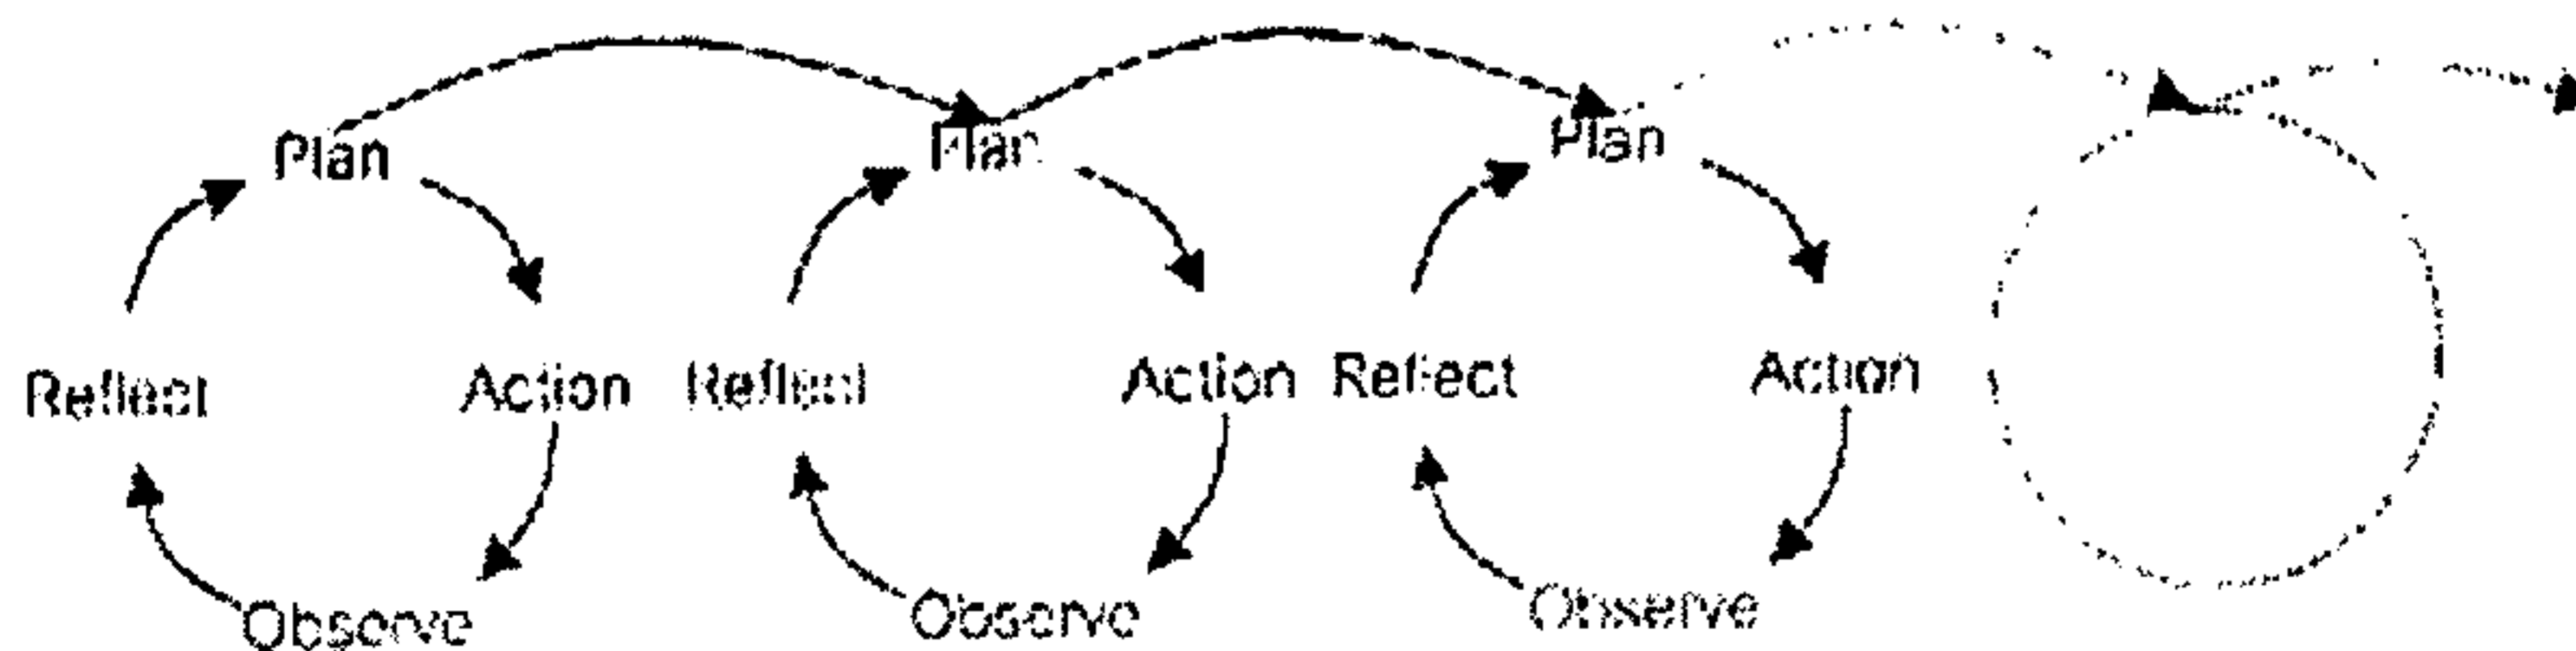 Plan Plan Plan
Reflect Action Reflect Action Reflect Action
Observe Observe Observe